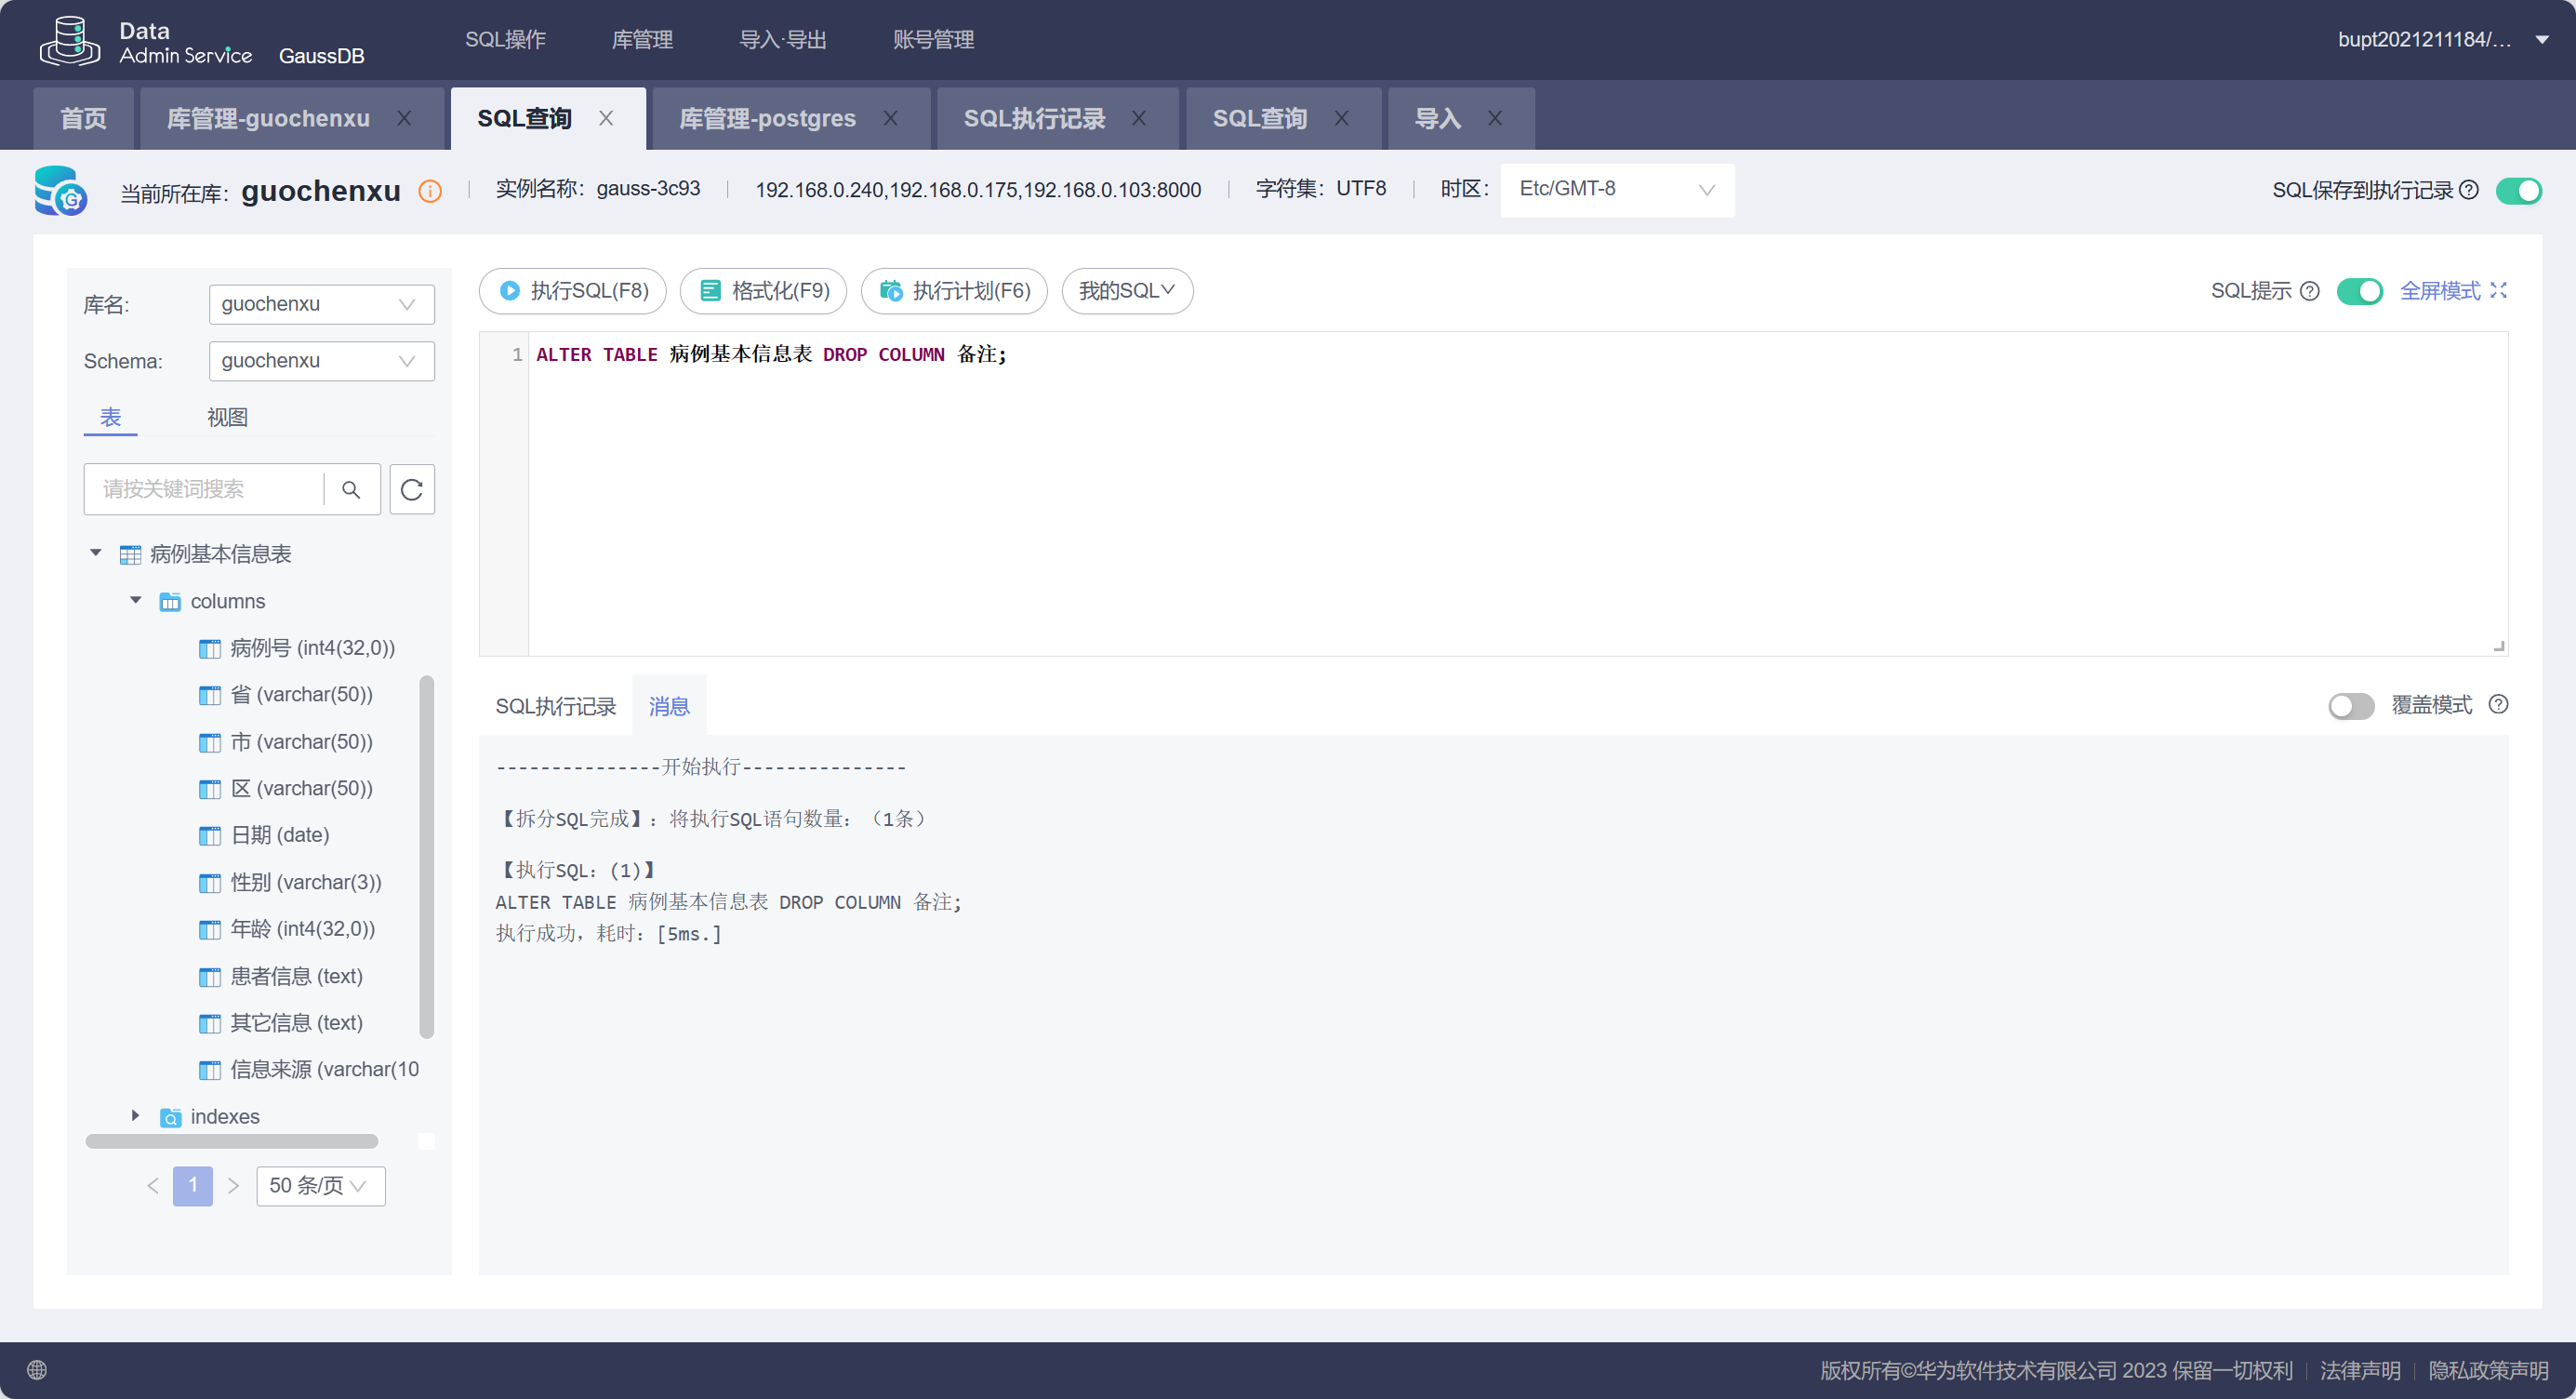 Data
Admin Service
GaussDB
SQL操作
库管理
导入·导出
账号管理
bupt2021211184/...
首页
库管理-guochenxu
SQL查询
库管理-postgres
SQL执行记录
SQL查询
导入
当前所在库: guochenxu
实例名称: gauss-3c93
192.168.0.240,192.168.0.175,192.168.0.103:8000
字符集: UTF8
时区: Etc/GMT-8
SQL保存到执行记录
库名: guochenxu
Schema: guochenxu
表
视图
请按关键词搜索
病例基本信息表
columns
病例号 (int4(32,0))
省 (varchar(50))
市 (varchar(50))
区 (varchar(50))
日期 (date)
性别 (varchar(3))
年龄 (int4(32,0))
患者信息 (text)
其它信息 (text)
信息来源 (varchar(10
indexes
1
50 条/页
执行SQL(F8)
格式化(F9)
执行计划(F6)
我的SQL
SQL提示
全屏模式
1 ALTER TABLE 病例基本信息表 DROP COLUMN 备注;
SQL执行记录
消息
覆盖模式
---------------开始执行---------------
【拆分SQL完成】：将执行SQL语句数量：（1条）
【执行SQL：(1)】
ALTER TABLE 病例基本信息表 DROP COLUMN 备注;
执行成功，耗时：[5ms.]
版权所有©华为软件技术有限公司 2023 保留一切权利
法律声明
隐私政策声明